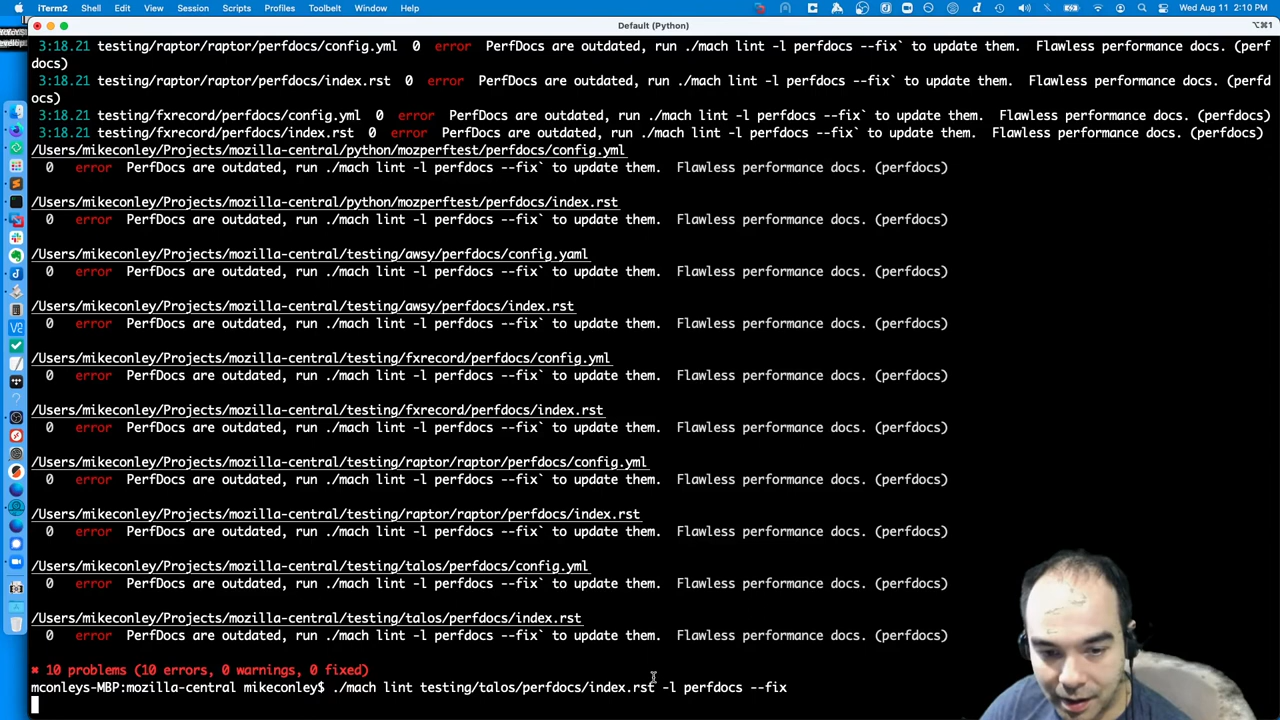 iTerm2 Shell Edit View Session Scripts Profiles Toolbelt Window Help Wed Aug 11 2:10 PM
Default (Python) ⌥⌘1
3:18.21 testing/raptor/raptor/perfdocs/config.yml 0 error PerfDocs are outdated, run ./mach lint -l perfdocs --fix` to update them. Flawless performance docs. (perf
docs)
3:18.21 testing/raptor/raptor/perfdocs/index.rst 0 error PerfDocs are outdated, run ./mach lint -l perfdocs --fix` to update them. Flawless performance docs. (perfd
ocs)
3:18.21 testing/fxrecord/perfdocs/config.yml 0 error PerfDocs are outdated, run ./mach lint -l perfdocs --fix` to update them. Flawless performance docs. (perfdocs)
3:18.21 testing/fxrecord/perfdocs/index.rst 0 error PerfDocs are outdated, run ./mach lint -l perfdocs --fix` to update them. Flawless performance docs. (perfdocs)
/Users/mikeconley/Projects/mozilla-central/python/mozperftest/perfdocs/config.yml
0 error PerfDocs are outdated, run ./mach lint -l perfdocs --fix` to update them. Flawless performance docs. (perfdocs)
/Users/mikeconley/Projects/mozilla-central/python/mozperftest/perfdocs/index.rst
0 error PerfDocs are outdated, run ./mach lint -l perfdocs --fix` to update them. Flawless performance docs. (perfdocs)
/Users/mikeconley/Projects/mozilla-central/testing/awsy/perfdocs/config.yaml
0 error PerfDocs are outdated, run ./mach lint -l perfdocs --fix` to update them. Flawless performance docs. (perfdocs)
/Users/mikeconley/Projects/mozilla-central/testing/awsy/perfdocs/index.rst
0 error PerfDocs are outdated, run ./mach lint -l perfdocs --fix` to update them. Flawless performance docs. (perfdocs)
/Users/mikeconley/Projects/mozilla-central/testing/fxrecord/perfdocs/config.yml
0 error PerfDocs are outdated, run ./mach lint -l perfdocs --fix` to update them. Flawless performance docs. (perfdocs)
/Users/mikeconley/Projects/mozilla-central/testing/fxrecord/perfdocs/index.rst
0 error PerfDocs are outdated, run ./mach lint -l perfdocs --fix` to update them. Flawless performance docs. (perfdocs)
/Users/mikeconley/Projects/mozilla-central/testing/raptor/raptor/perfdocs/config.yml
0 error PerfDocs are outdated, run ./mach lint -l perfdocs --fix` to update them. Flawless performance docs. (perfdocs)
/Users/mikeconley/Projects/mozilla-central/testing/raptor/raptor/perfdocs/index.rst
0 error PerfDocs are outdated, run ./mach lint -l perfdocs --fix` to update them. Flawless performance docs. (perfdocs)
/Users/mikeconley/Projects/mozilla-central/testing/talos/perfdocs/config.yml
0 error PerfDocs are outdated, run ./mach lint -l perfdocs --fix` to update them. Flawless performance docs. (perfdocs)
/Users/mikeconley/Projects/mozilla-central/testing/talos/perfdocs/index.rst
0 error PerfDocs are outdated, run ./mach lint -l perfdocs --fix` to update them. Flawless performance docs. (perfdocs)
✖ 10 problems (10 errors, 0 warnings, 0 fixed)
mconleys-MBP:mozilla-central mikeconley$ ./mach lint testing/talos/perfdocs/index.rst -l perfdocs --fix